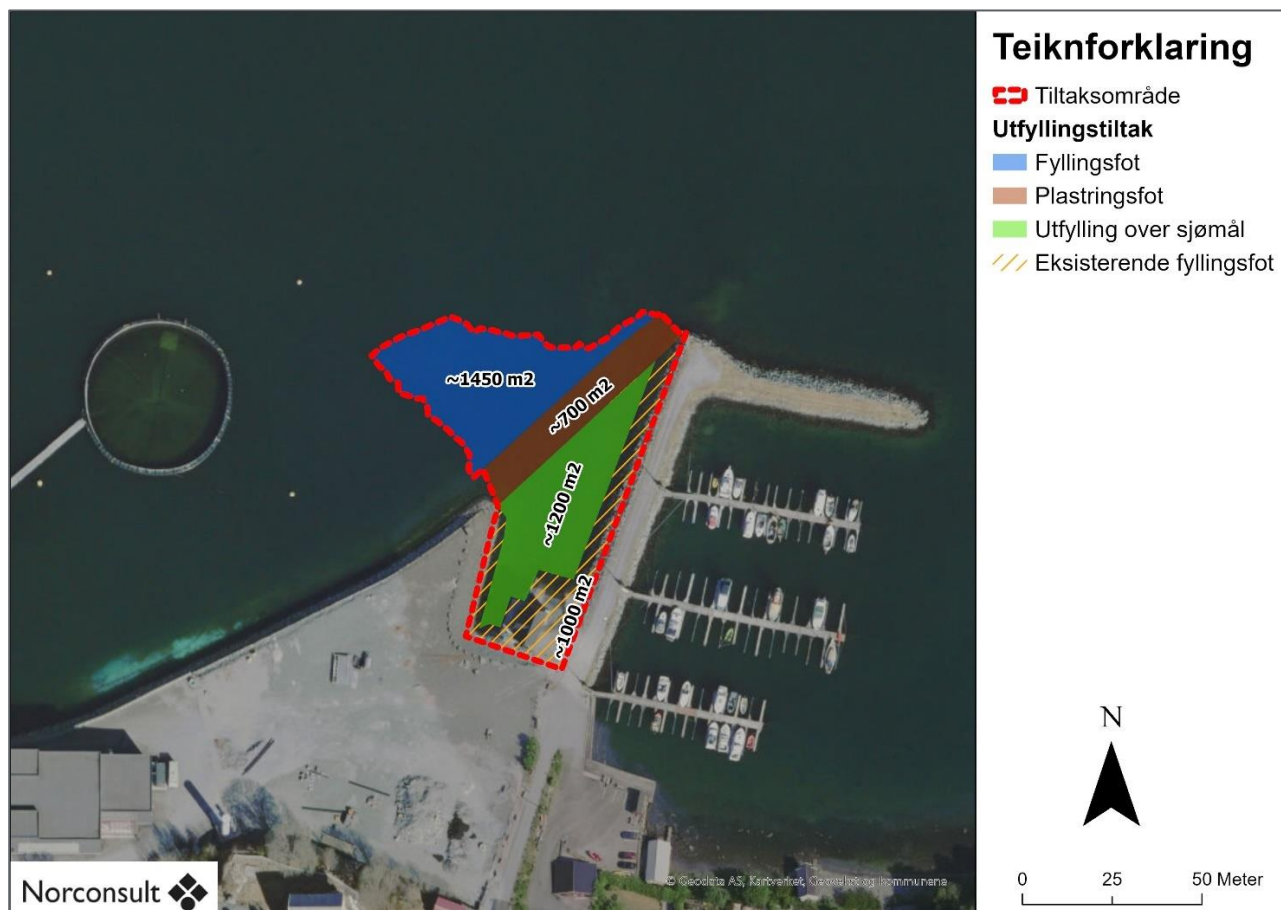 Teiknforklaring
Tiltaksområde
Utfyllingstiltak
Fyllingsfot
Plastringsfot
Utfylling over sjømål
Eksisterende fyllingsfot
~1450 m2
~700 m2
~1200 m2
~1000 m2
N
0 25 50 Meter
Norconsult
© Geodata AS, Kartverket, Geovekst og kommunene